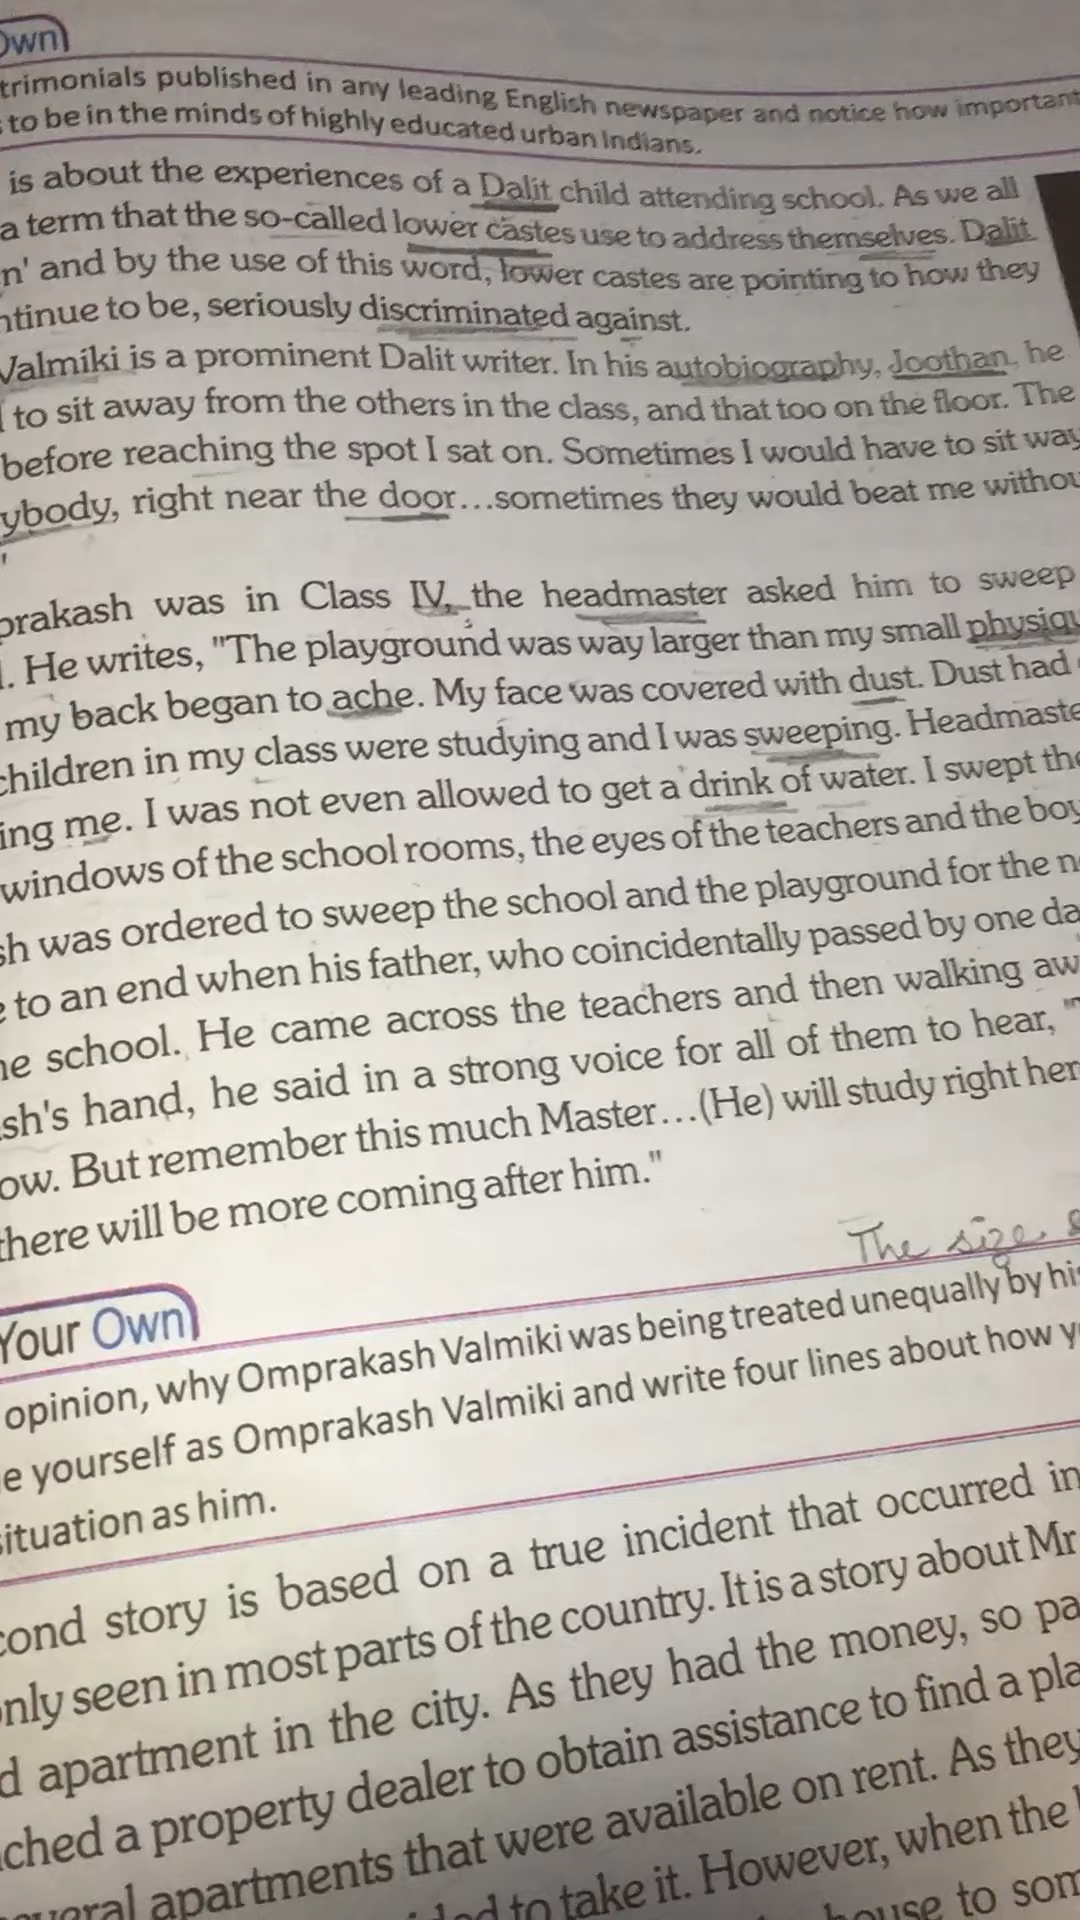 Own
trimonials published in any leading English newspaper and notice how important
to be in the minds of highly educated urban Indians.
is about the experiences of a Dalit child attending school. As we all
a term that the so-called lower castes use to address themselves. Dalit
n' and by the use of this word, lower castes are pointing to how they
ntinue to be, seriously discriminated against.
Valmiki is a prominent Dalit writer. In his autobiography, Joothan, he
to sit away from the others in the class, and that too on the floor. The
before reaching the spot I sat on. Sometimes I would have to sit way
ybody, right near the door...sometimes they would beat me withou
prakash was in Class IV, the headmaster asked him to sweep
l. He writes, "The playground was way larger than my small physiqu
my back began to ache. My face was covered with dust. Dust had
children in my class were studying and I was sweeping. Headmaste
ing me. I was not even allowed to get a drink of water. I swept the
windows of the school rooms, the eyes of the teachers and the boy
sh was ordered to sweep the school and the playground for the n
e to an end when his father, who coincidentally passed by one da
he school. He came across the teachers and then walking aw
sh's hand, he said in a strong voice for all of them to hear, "
ow. But remember this much Master...(He) will study right her
there will be more coming after him."
The size
Your Own
opinion, why Omprakash Valmiki was being treated unequally by his
e yourself as Omprakash Valmiki and write four lines about how y
situation as him.
cond story is based on a true incident that occurred in
only seen in most parts of the country. It is a story about Mr
d apartment in the city. As they had the money, so pa
ched a property dealer to obtain assistance to find a pla
veral apartments that were available on rent. As they
ided to take it. However, when the
house to som